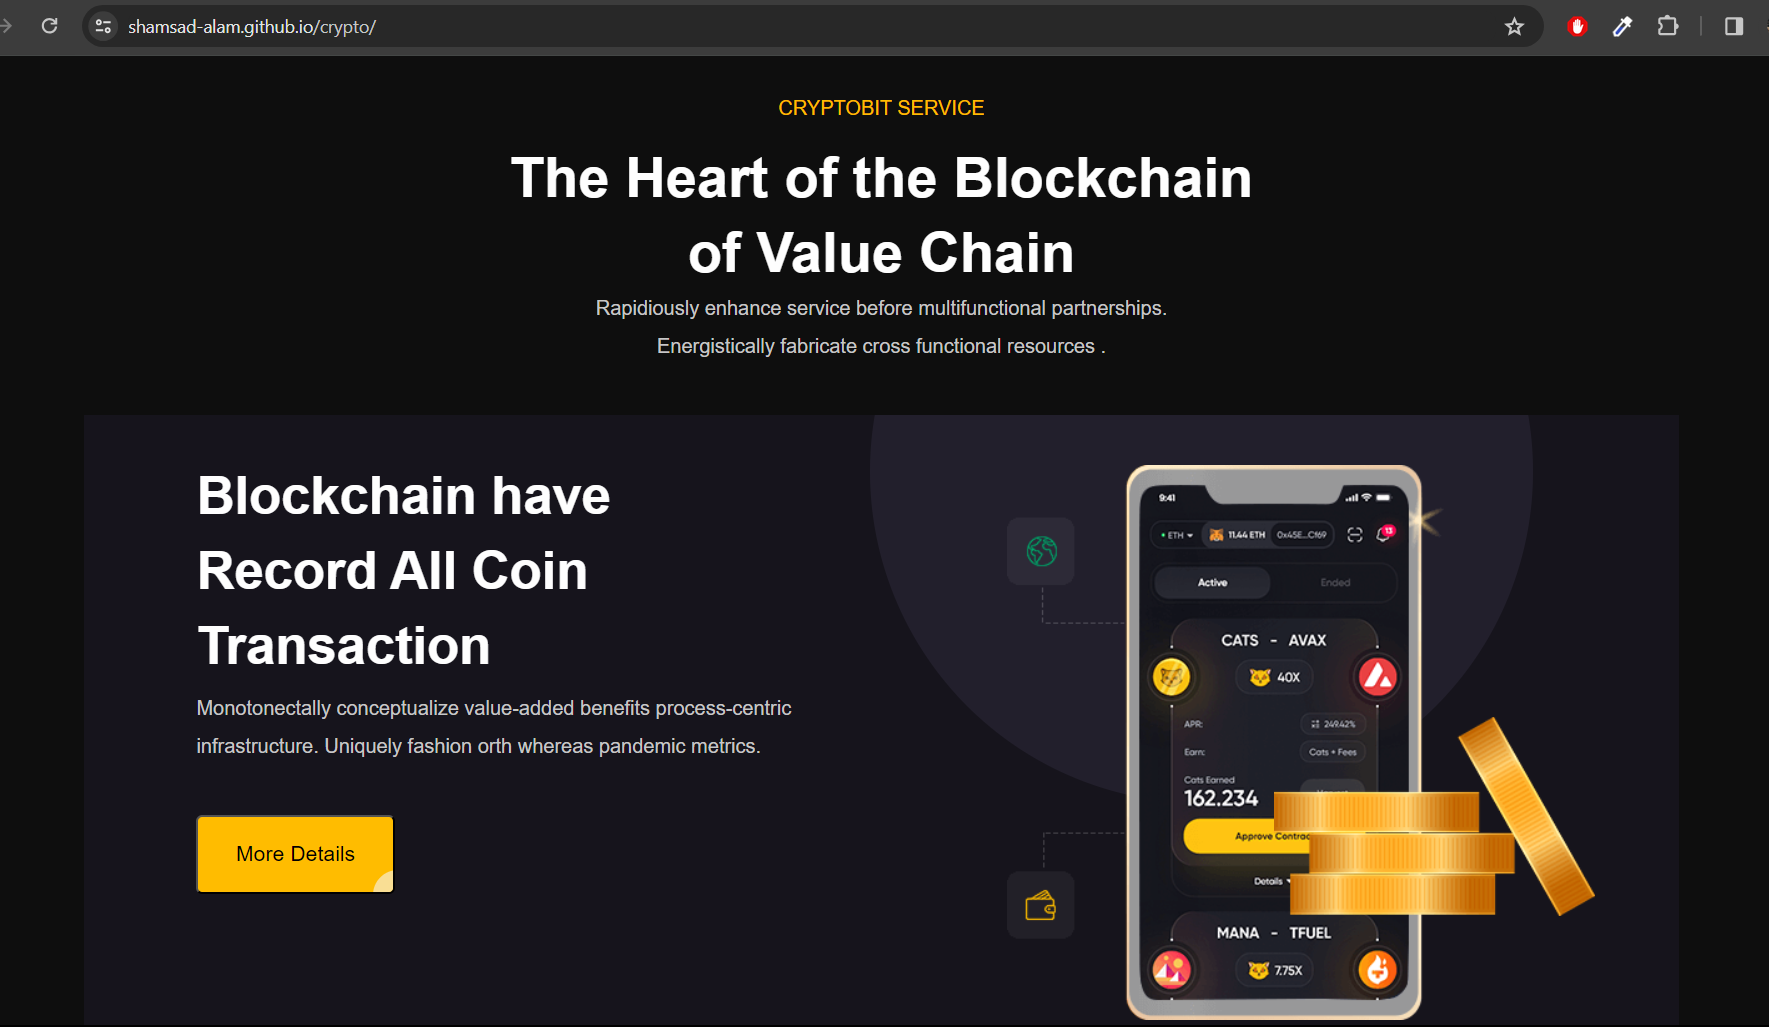 shamsad-alam.github.io/crypto/
CRYPTOBIT SERVICE
The Heart of the Blockchain
of Value Chain
Rapidiously enhance service before multifunctional partnerships.
Energistically fabricate cross functional resources .
Blockchain have
Record All Coin
Transaction
Monotonectally conceptualize value-added benefits process-centric
infrastructure. Uniquely fashion orth whereas pandemic metrics.
More Details
9:41
ETH 11.44 ETH 0x45E...Cf69 13
Active Ended
CATS - AVAX
40X
APR: 249.42%
Earn: Cats + Fees
Cats Earned
162.234
Approve
Details
MANA - TFUEL
7.75X